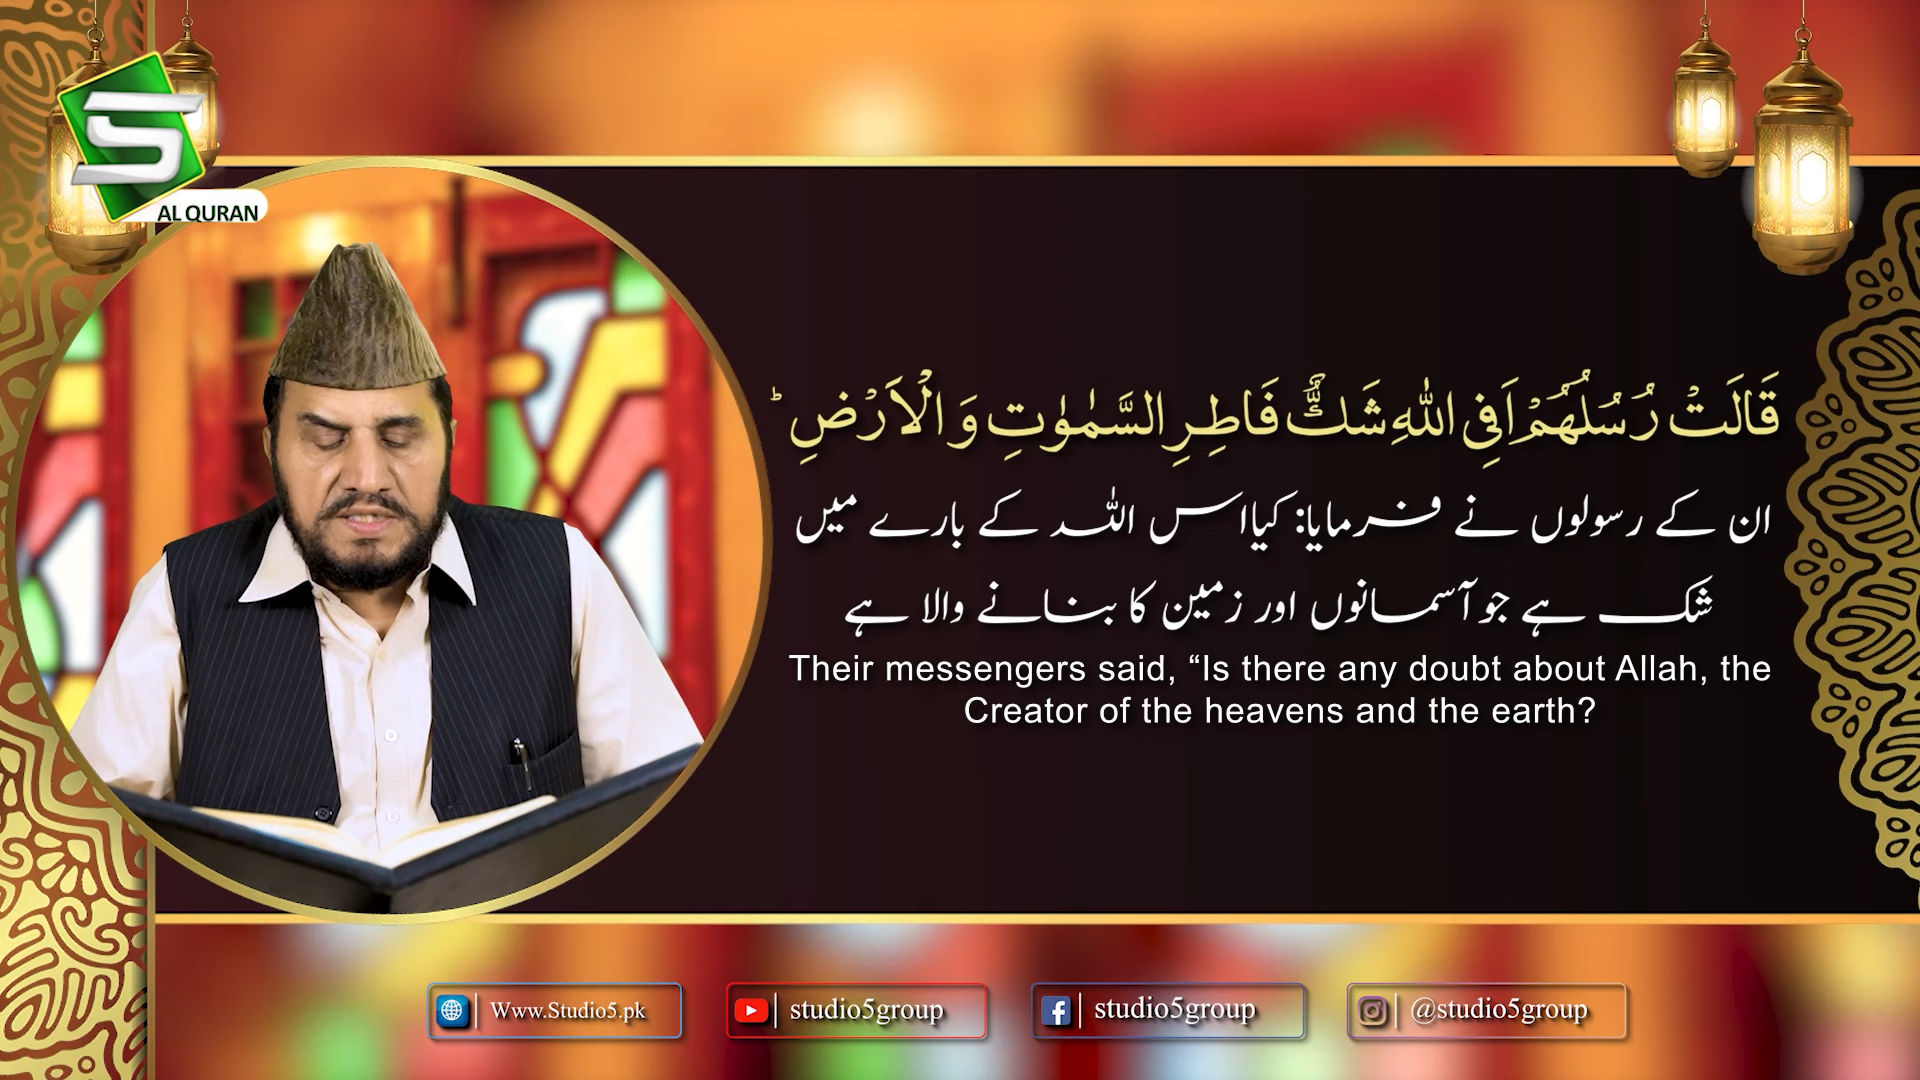 S
AL QURAN
قَالَتْ رُسُلُهُمْ اَفِی اللّٰهِ شَكٌّ فَاطِرِ السَّمٰوٰتِ وَ الْاَرْضِ ؕ
ان کے رسولوں نے فرمایا: کیا اس اللہ کے بارے میں
شک ہے جو آسمانوں اور زمین کا بنانے والا ہے
Their messengers said, “Is there any doubt about Allah, the
Creator of the heavens and the earth?
Www.Studio5.pk
studio5group
studio5group
@studio5group